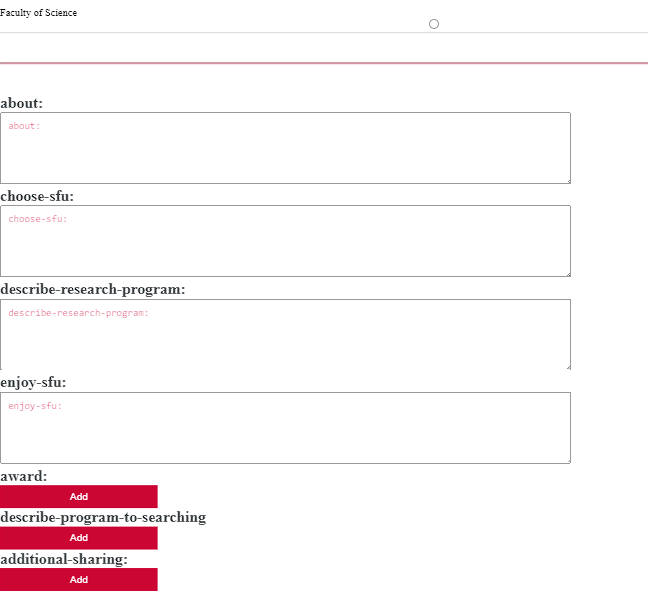 Faculty of Science
about:
about:
choose-sfu:
choose-sfu:
describe-research-program:
describe-research-program:
enjoy-sfu:
enjoy-sfu:
award:
Add
describe-program-to-searching
Add
additional-sharing:
Add